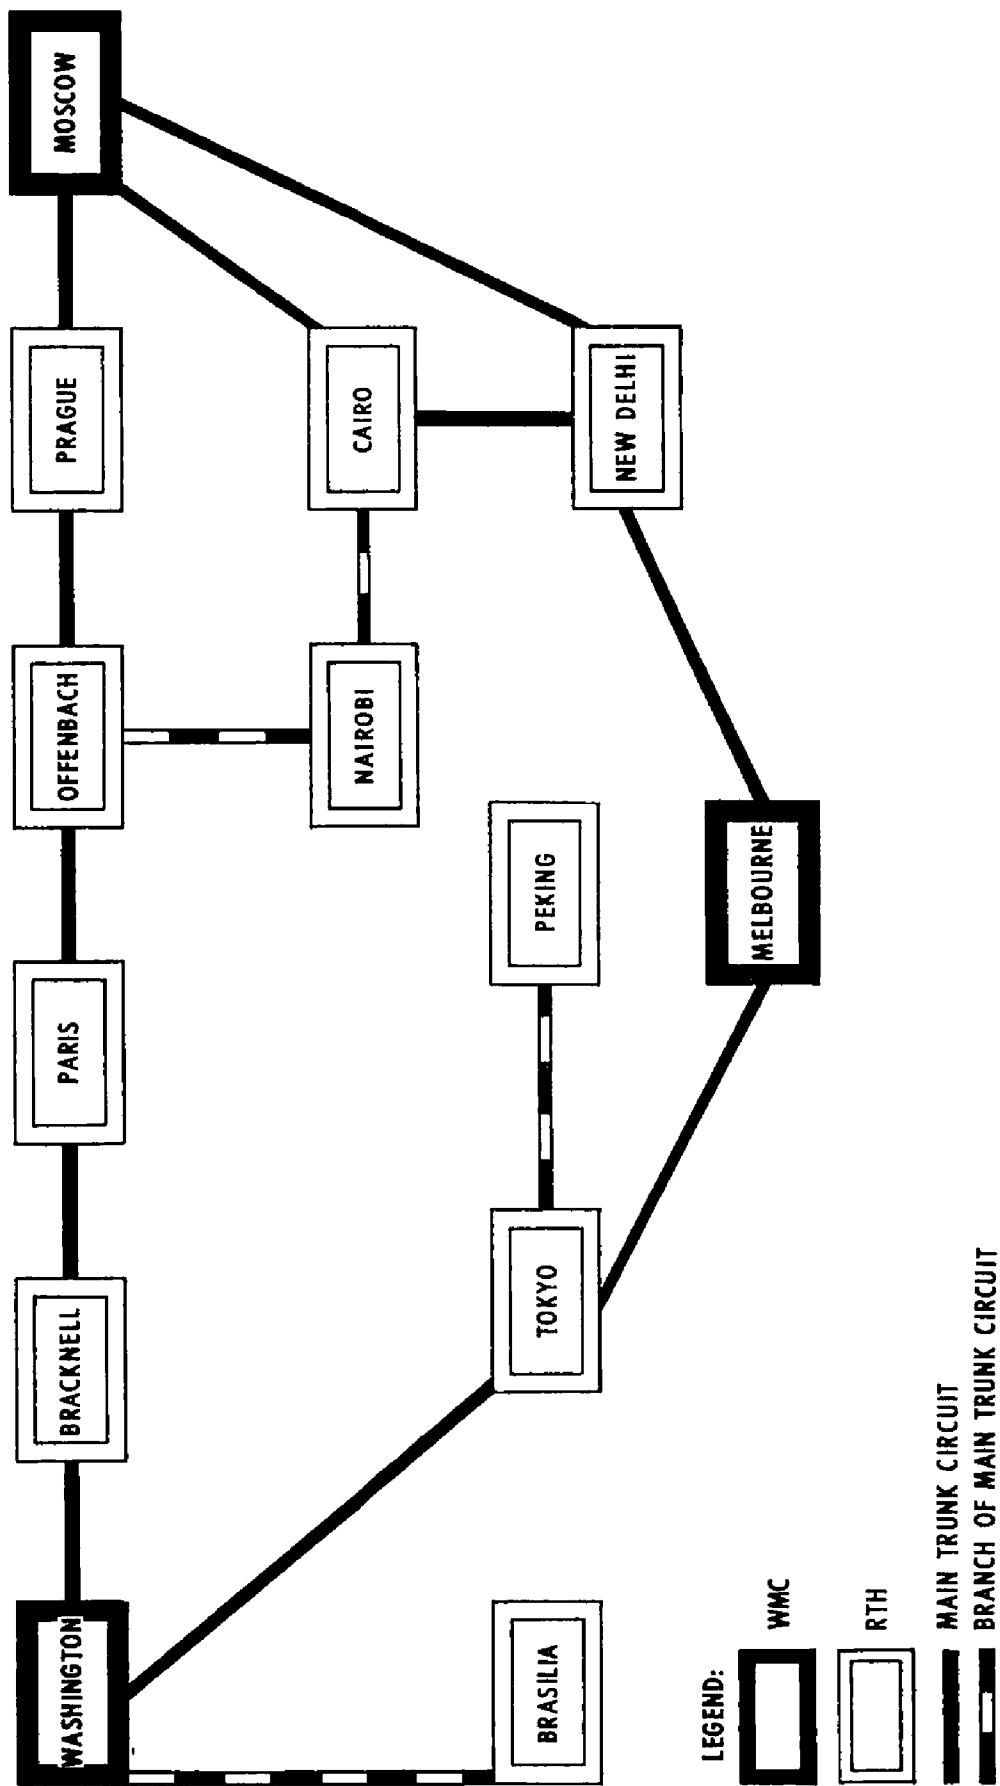 WASHINGTON
BRACKNELL
PARIS
OFFENBACH
PRAGUE
MOSCOW
NAIROBI
CAIRO
BRASILIA
TOKYO
PEKING
NEW DELHI
MELBOURNE
LEGEND:
WMC
RTH
MAIN TRUNK CIRCUIT
BRANCH OF MAIN TRUNK CIRCUIT